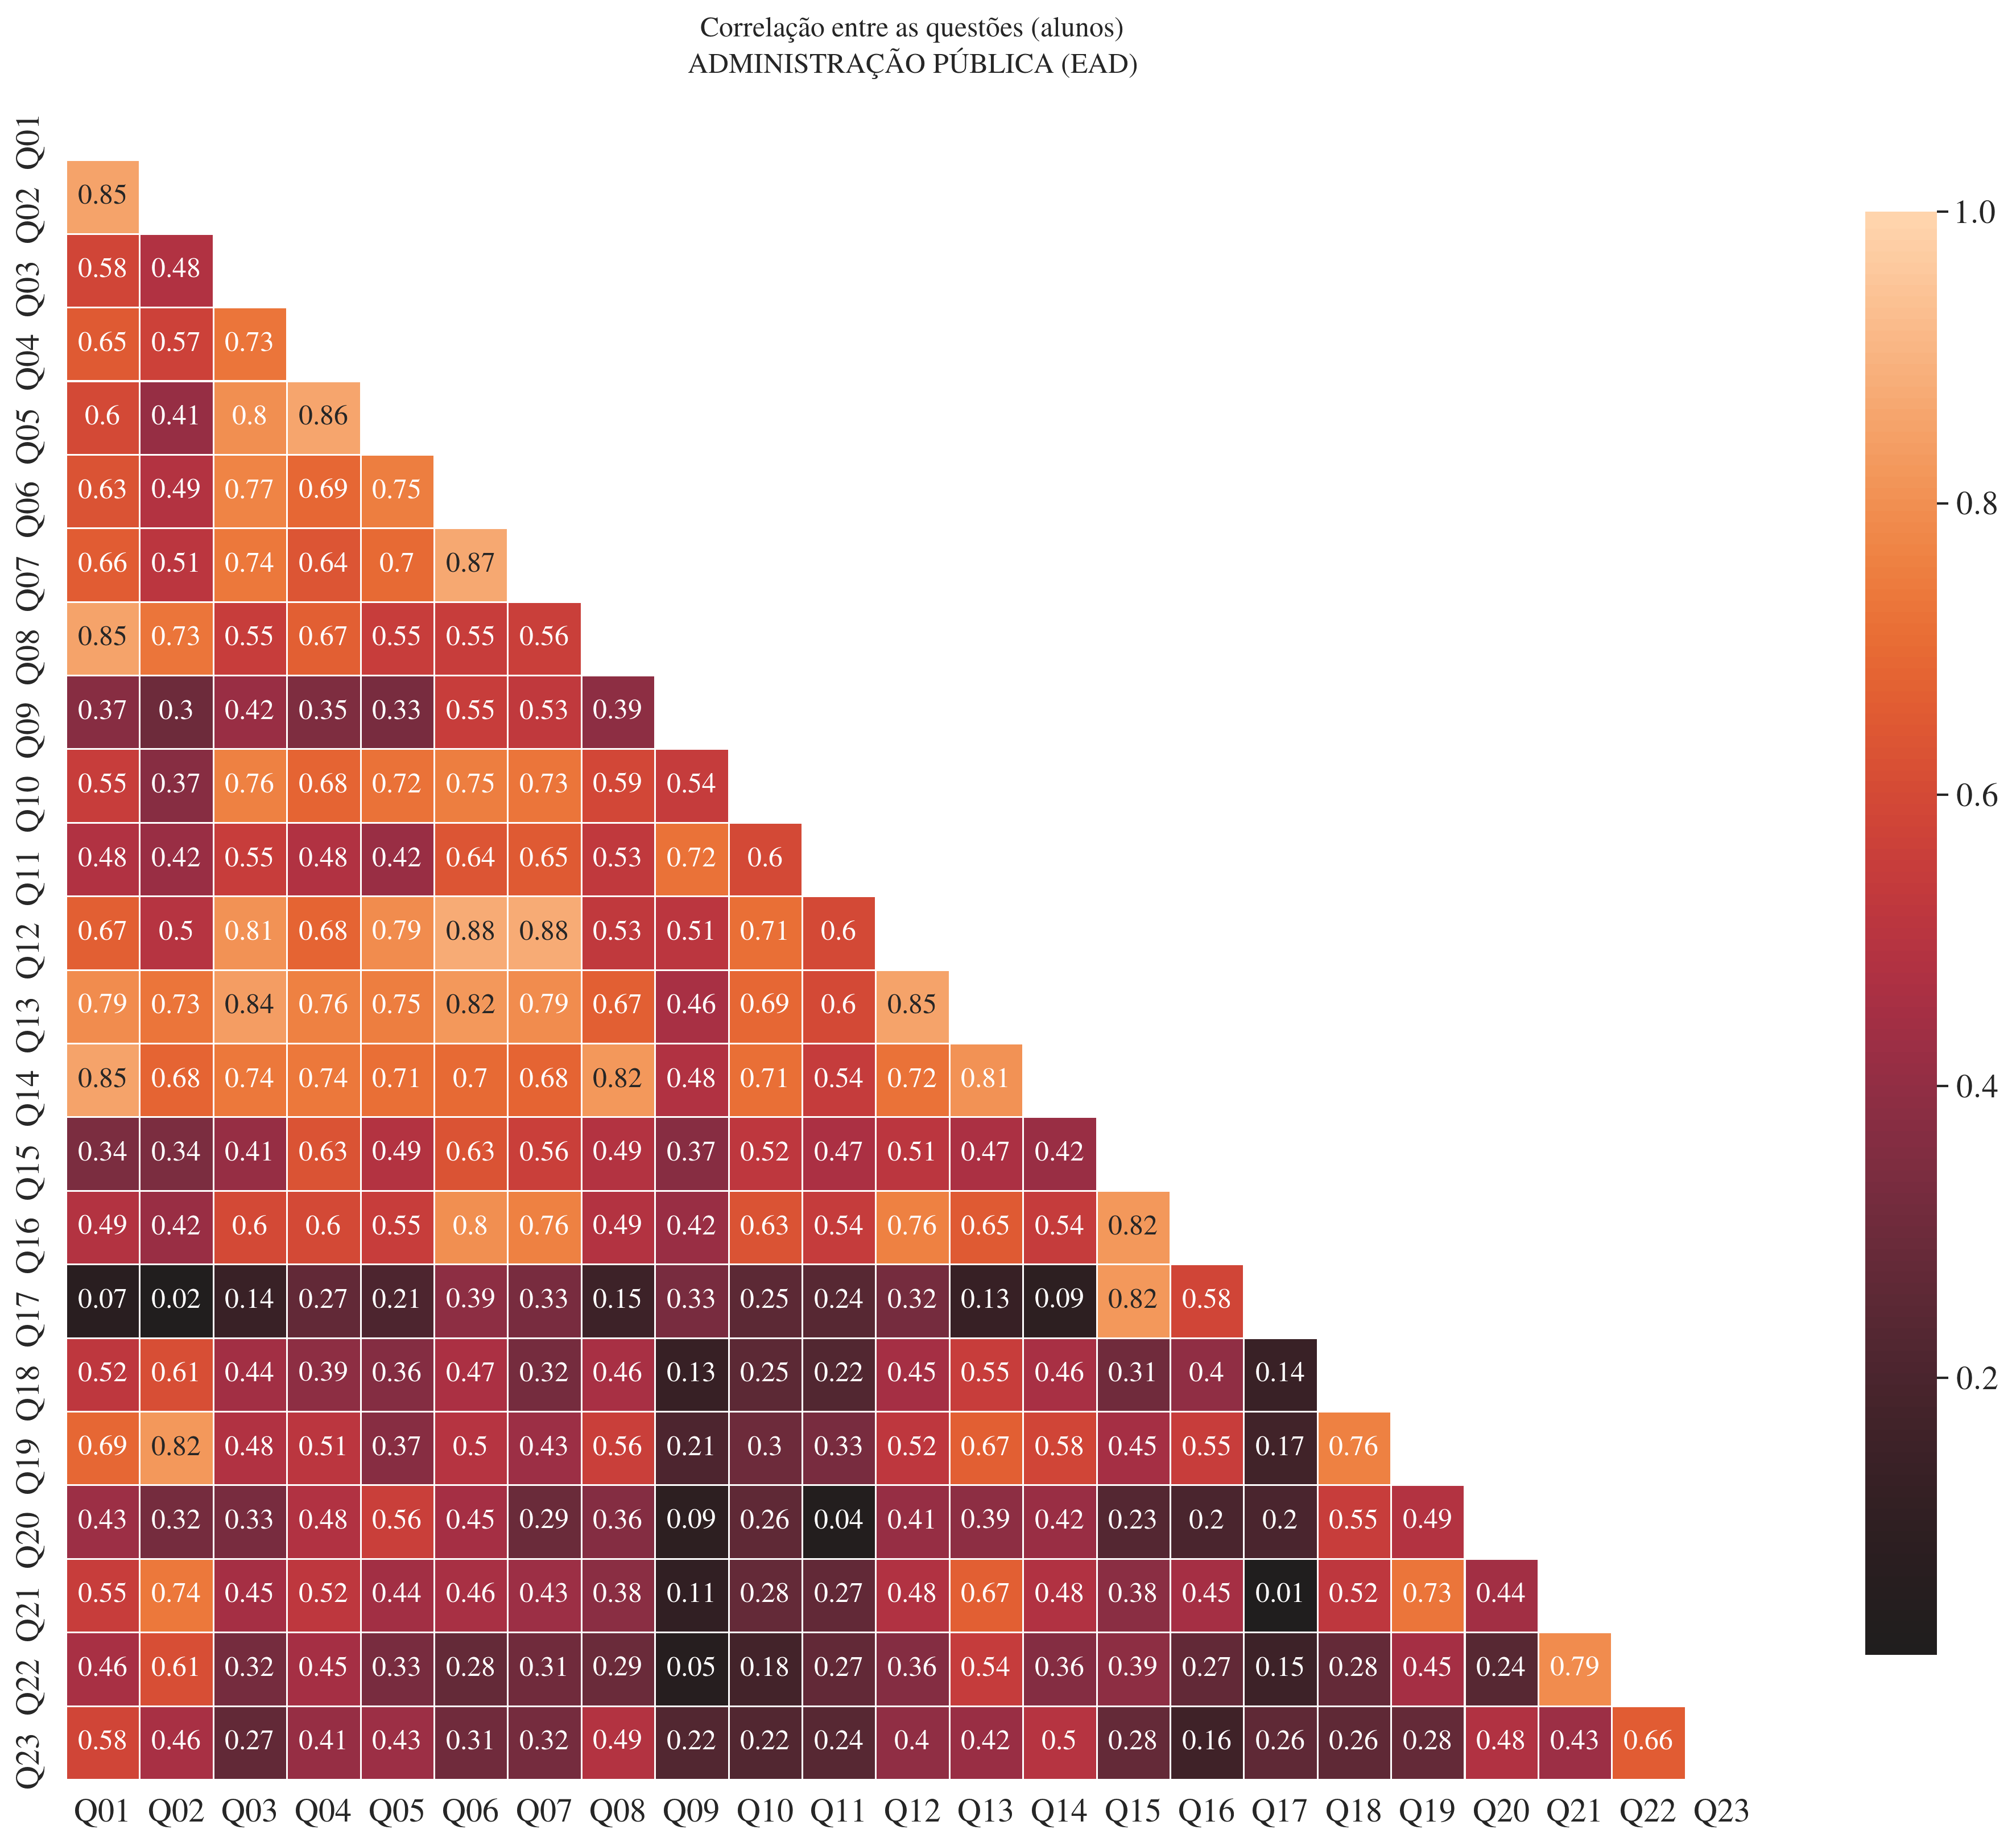 Correlação entre as questões (alunos)
ADMINISTRAÇÃO PÚBLICA (EAD)
Q01
Q02 0.85
Q03 0.58 0.48
Q04 0.65 0.57 0.73
Q05 0.6 0.41 0.8 0.86
Q06 0.63 0.49 0.77 0.69 0.75
Q07 0.66 0.51 0.74 0.64 0.7 0.87
Q08 0.85 0.73 0.55 0.67 0.55 0.55 0.56
Q09 0.37 0.3 0.42 0.35 0.33 0.55 0.53 0.39
Q10 0.55 0.37 0.76 0.68 0.72 0.75 0.73 0.59 0.54
Q11 0.48 0.42 0.55 0.48 0.42 0.64 0.65 0.53 0.72 0.6
Q12 0.67 0.5 0.81 0.68 0.79 0.88 0.88 0.53 0.51 0.71 0.6
Q13 0.79 0.73 0.84 0.76 0.75 0.82 0.79 0.67 0.46 0.69 0.6 0.85
Q14 0.85 0.68 0.74 0.74 0.71 0.7 0.68 0.82 0.48 0.71 0.54 0.72 0.81
Q15 0.34 0.34 0.41 0.63 0.49 0.63 0.56 0.49 0.37 0.52 0.47 0.51 0.47 0.42
Q16 0.49 0.42 0.6 0.6 0.55 0.8 0.76 0.49 0.42 0.63 0.54 0.76 0.65 0.54 0.82
Q17 0.07 0.02 0.14 0.27 0.21 0.39 0.33 0.15 0.33 0.25 0.24 0.32 0.13 0.09 0.82 0.58
Q18 0.52 0.61 0.44 0.39 0.36 0.47 0.32 0.46 0.13 0.25 0.22 0.45 0.55 0.46 0.31 0.4 0.14
Q19 0.69 0.82 0.48 0.51 0.37 0.5 0.43 0.56 0.21 0.3 0.33 0.52 0.67 0.58 0.45 0.55 0.17 0.76
Q20 0.43 0.32 0.33 0.48 0.56 0.45 0.29 0.36 0.09 0.26 0.04 0.41 0.39 0.42 0.23 0.2 0.2 0.55 0.49
Q21 0.55 0.74 0.45 0.52 0.44 0.46 0.43 0.38 0.11 0.28 0.27 0.48 0.67 0.48 0.38 0.45 0.01 0.52 0.73 0.44
Q22 0.46 0.61 0.32 0.45 0.33 0.28 0.31 0.29 0.05 0.18 0.27 0.36 0.54 0.36 0.39 0.27 0.15 0.28 0.45 0.24 0.79
Q23 0.58 0.46 0.27 0.41 0.43 0.31 0.32 0.49 0.22 0.22 0.24 0.4 0.42 0.5 0.28 0.16 0.26 0.26 0.28 0.48 0.43 0.66
Q01 Q02 Q03 Q04 Q05 Q06 Q07 Q08 Q09 Q10 Q11 Q12 Q13 Q14 Q15 Q16 Q17 Q18 Q19 Q20 Q21 Q22 Q23
1.0
0.8
0.6
0.4
0.2